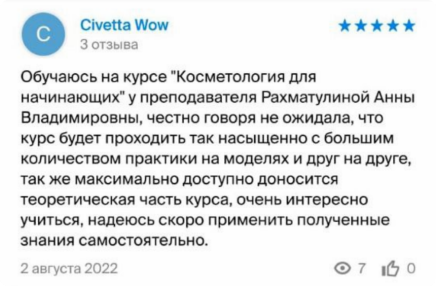 C
Civetta Wow
3 отзыва
Обучаюсь на курсе "Косметология для
начинающих" у преподавателя Рахматулиной Анны
Владимировны, честно говоря не ожидала, что
курс будет проходить так насыщенно с большим
количеством практики на моделях и друг на друге,
так же максимально доступно доносится
теоретическая часть курса, очень интересно
учиться, надеюсь скоро применить полученные
знания самостоятельно.
2 августа 2022 7 0